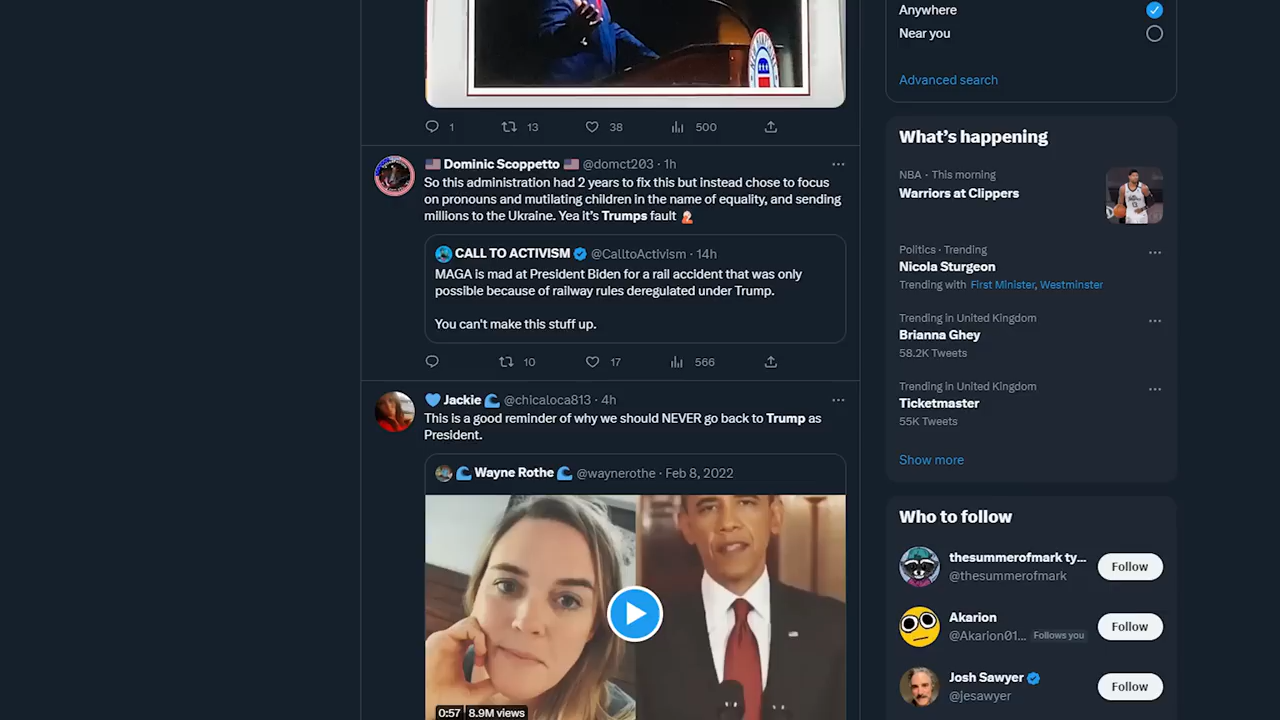 Anywhere
Near you
Advanced search
1 13 38 500
Dominic Scoppetto @domct203 · 1h
So this administration had 2 years to fix this but instead chose to focus
on pronouns and mutilating children in the name of equality, and sending
millions to the Ukraine. Yea it's Trumps fault
CALL TO ACTIVISM @CalltoActivism · 14h
MAGA is mad at President Biden for a rail accident that was only
possible because of railway rules deregulated under Trump.
You can't make this stuff up.
10 17 566
Jackie @chicaloca813 · 4h
This is a good reminder of why we should NEVER go back to Trump as
President.
Wayne Rothe @waynerothe · Feb 8, 2022
0:57 8.9M views
What's happening
NBA · This morning
Warriors at Clippers
Politics · Trending
Nicola Sturgeon
Trending with First Minister, Westminster
Trending in United Kingdom
Brianna Ghey
58.2K Tweets
Trending in United Kingdom
Ticketmaster
55K Tweets
Show more
Who to follow
thesummerofmark ty...
@thesummerofmark
Follow
Akarion
@Akarion01... Follows you
Follow
Josh Sawyer
@jesawyer
Follow